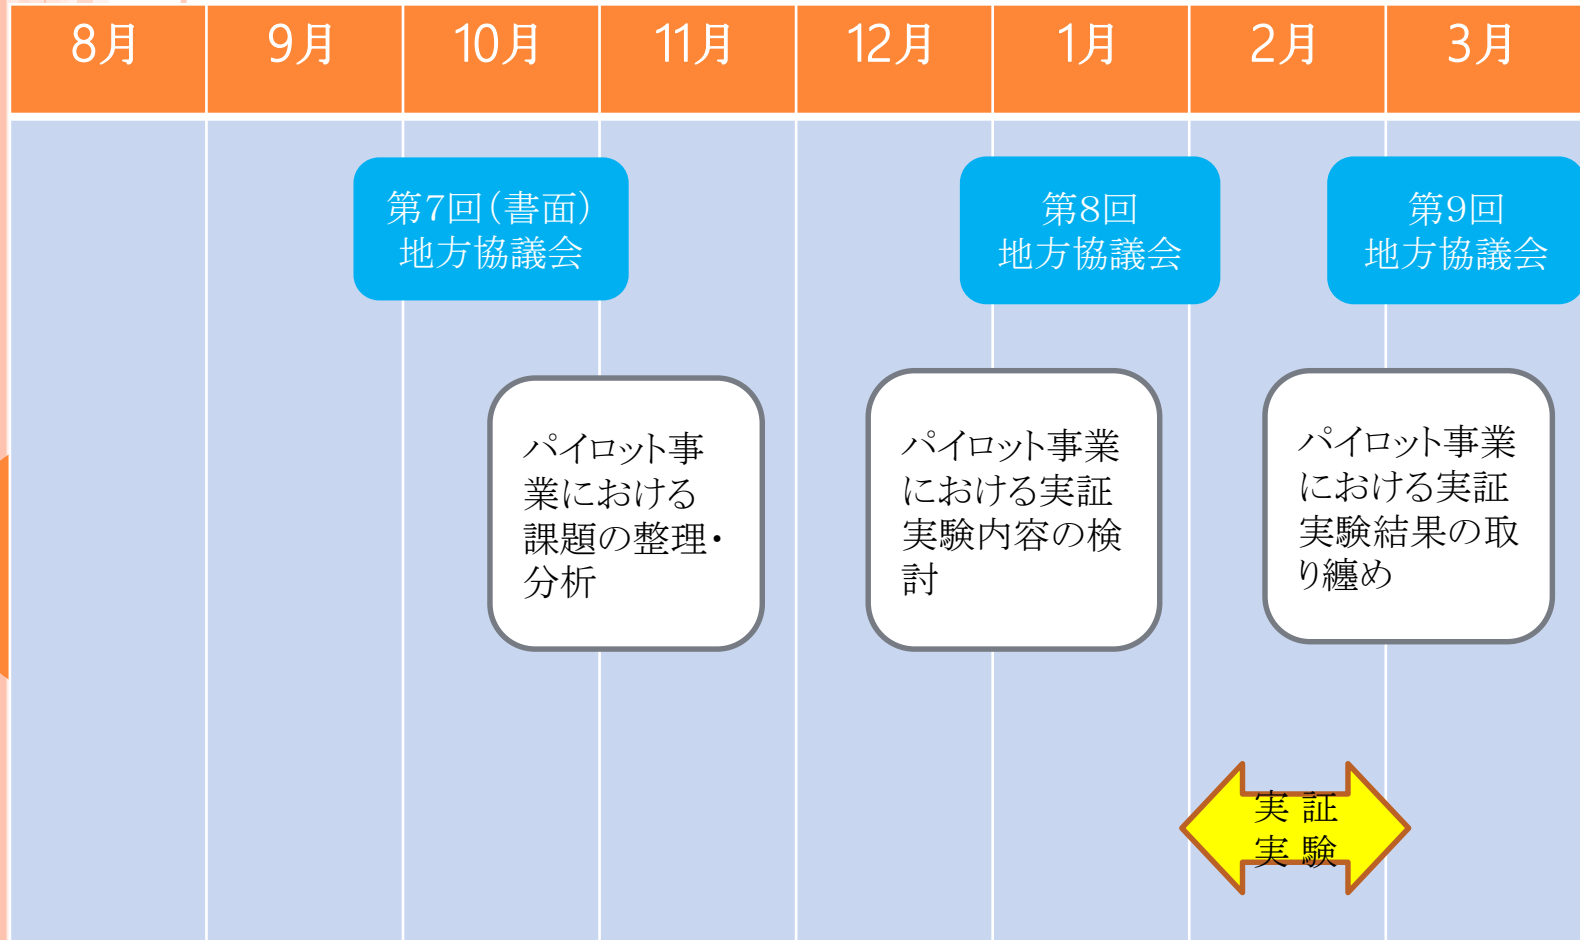 8月 9月 10月 11月 12月 1月 2月 3月
第7回（書面）
地方協議会
第8回
地方協議会
第9回
地方協議会
パイロット事
業における
課題の整理・
分析
パイロット事業
における実証
実験内容の検
討
パイロット事業
における実証
実験結果の取
り纏め
実 証
実 験